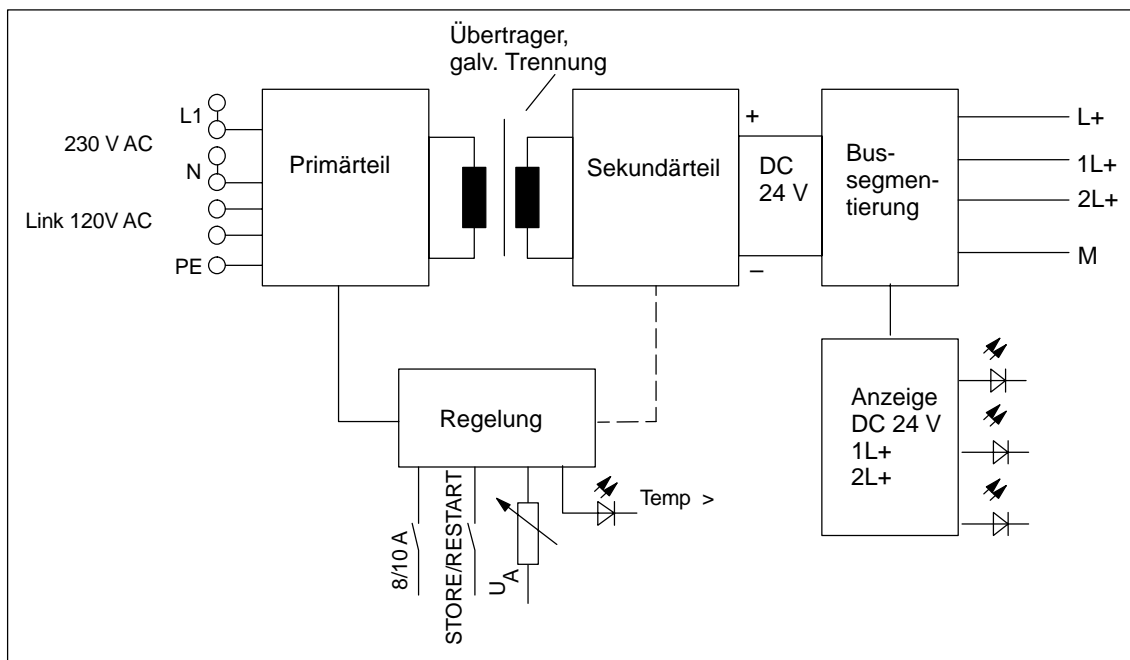 Übertrager,
galv. Trennung
L1
230 V AC
N
Link 120V AC
PE
Primärteil
Sekundärteil
+
DC
24 V
–
Bus-
segmen-
tierung
L+
1L+
2L+
M
Regelung
Anzeige
DC 24 V
1L+
2L+
8/10 A
STORE/RESTART
UA
Temp >